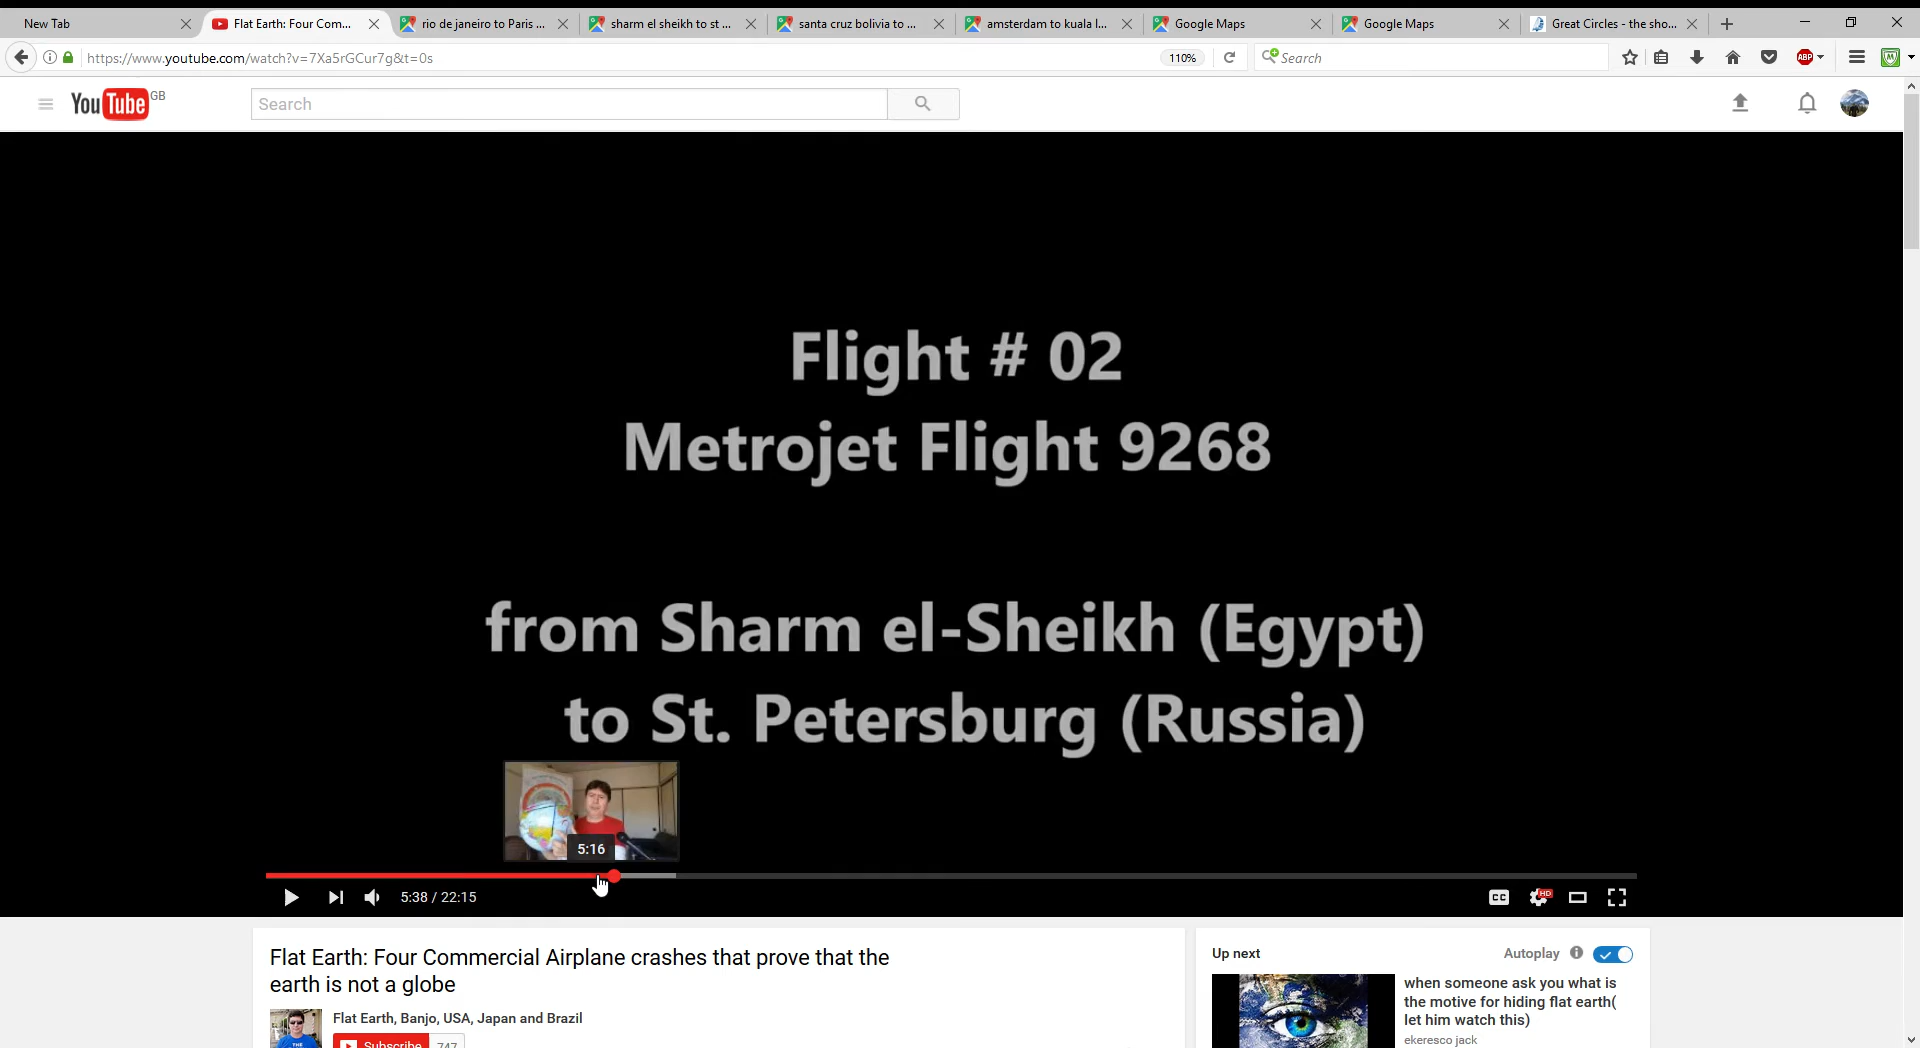 New Tab
Flat Earth: Four Com...
rio de janeiro to Paris ...
sharm el sheikh to st ...
santa cruz bolivia to ...
amsterdam to kuala l...
Google Maps
Google Maps
Great Circles - the sho...
https://www.youtube.com/watch?v=7Xa5rGCur7g&t=0s
110%
Search
ABP
YouTube GB
Search
Flight # 02
Metrojet Flight 9268
from Sharm el-Sheikh (Egypt)
to St. Petersburg (Russia)
5:16
5:38 / 22:15
CC
HD
Flat Earth: Four Commercial Airplane crashes that prove that the
earth is not a globe
Flat Earth, Banjo, USA, Japan and Brazil
Subscribe 747
Up next
Autoplay
when someone ask you what is
the motive for hiding flat earth(
let him watch this)
ekeresco jack